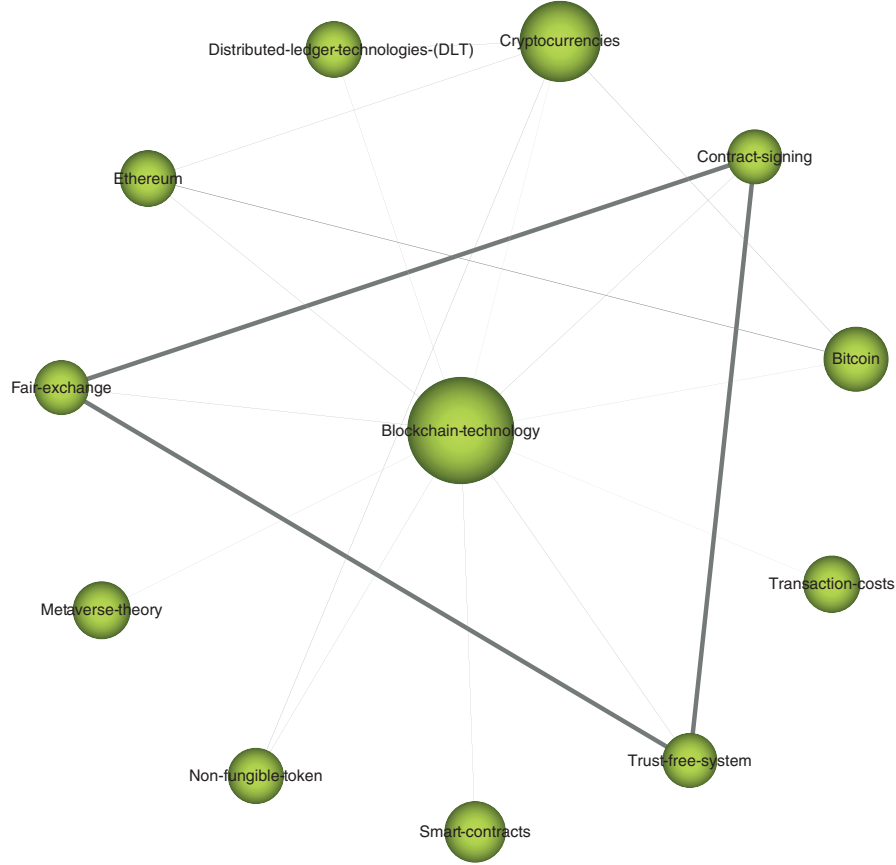 Cryptocurrencies
Distributed-ledger-technologies-(DLT)
Contract-signing
Ethereum
Bitcoin
Fair-exchange
Blockchain-technology
Transaction-costs
Metaverse-theory
Trust-free-system
Non-fungible-token
Smart-contracts